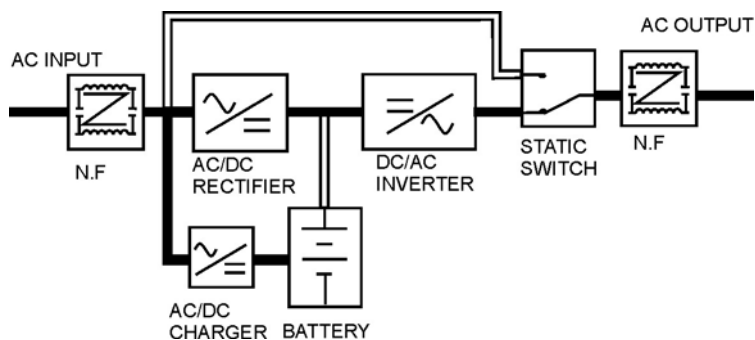 AC INPUT
AC OUTPUT
N.F
AC/DC
RECTIFIER
DC/AC
INVERTER
STATIC
SWITCH
N.F
AC/DC
CHARGER
BATTERY